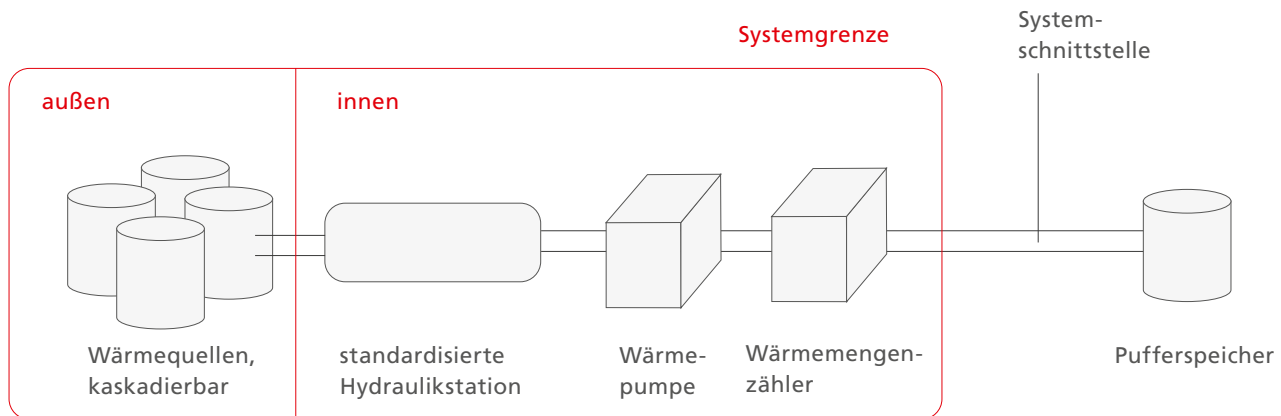 Systemgrenze
System-
schnittstelle
außen
innen
Wärmequellen,
kaskadierbar
standardisierte
Hydraulikstation
Wärme-
pumpe
Wärmemengen-
zähler
Pufferspeicher